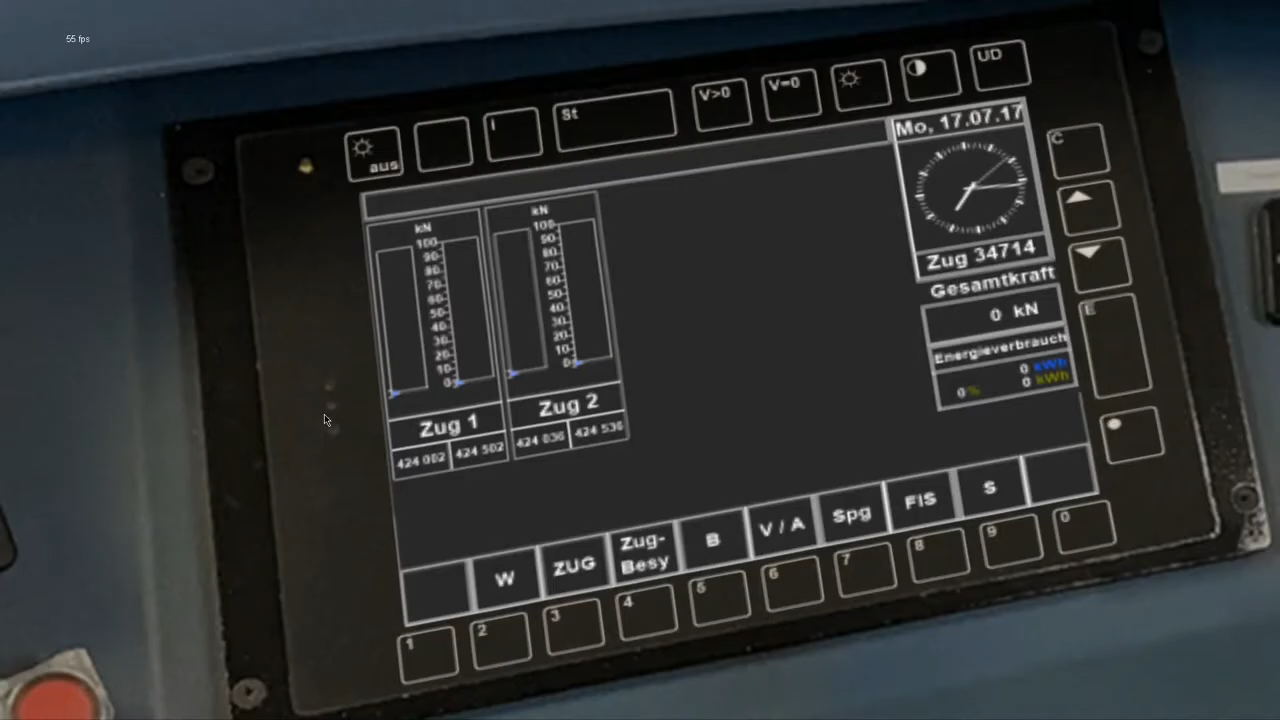 55 fps
aus
I
St
V>0
V=0
UD
Mo, 17.07.17
C
Zug 34714
Gesamtkraft
0 kN
E
Energieverbrauch
0 kWh
0% 0 kWh
kN
100
90
80
70
60
50
40
30
20
10
0
Zug 1
424 002 424 502
kN
100
90
80
70
60
50
40
30
20
10
0
Zug 2
424 036 424 536
W
ZUG
Zug-
Besy
B
V / A
Spg
FIS
S
1 2 3 4 5 6 7 8 9 0